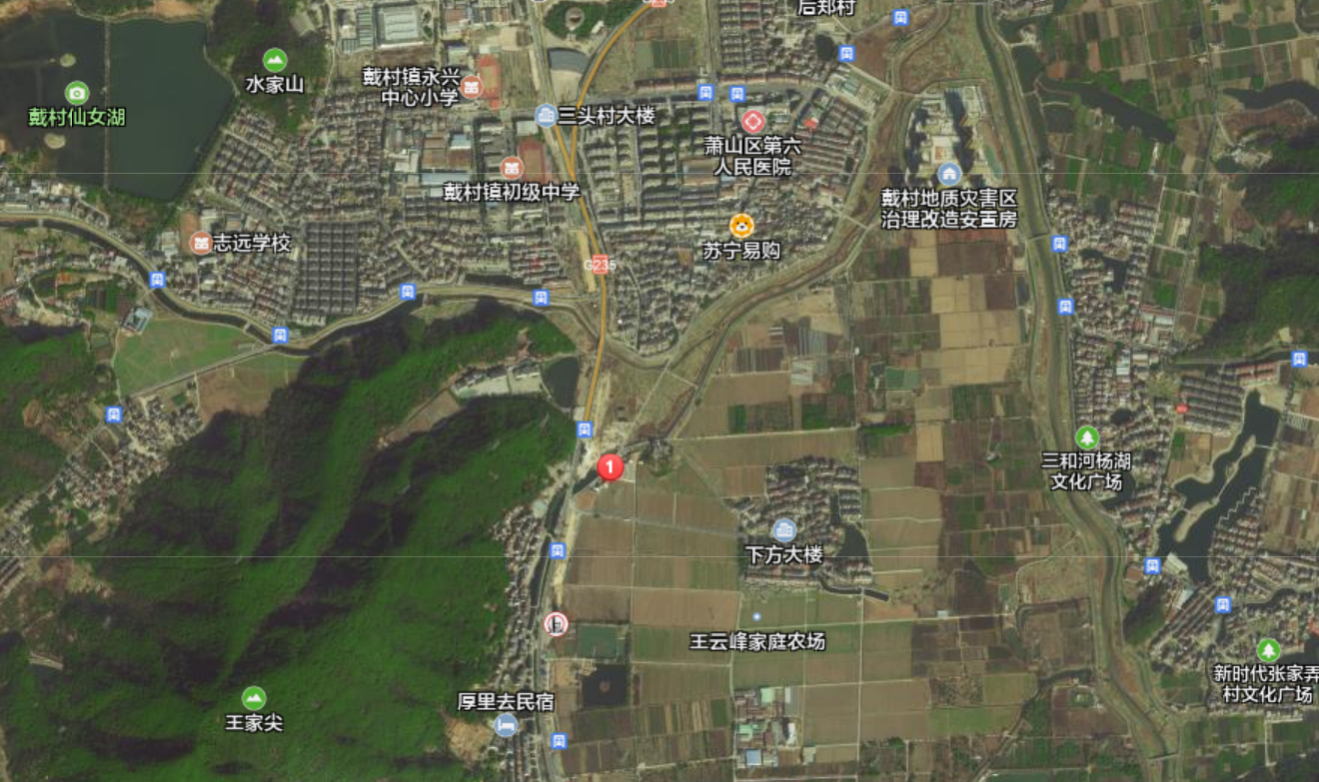 后郑村
水家山
戴村镇永兴
中心小学
戴村仙女湖
三头村大楼
萧山区第六
人民医院
戴村镇初级中学
戴村地质灾害区
治理改造安置房
志远学校
苏宁易购
G235
三和河杨湖
文化广场
1
下方大楼
王云峰家庭农场
新时代张家弄
村文化广场
厚里去民宿
王家尖